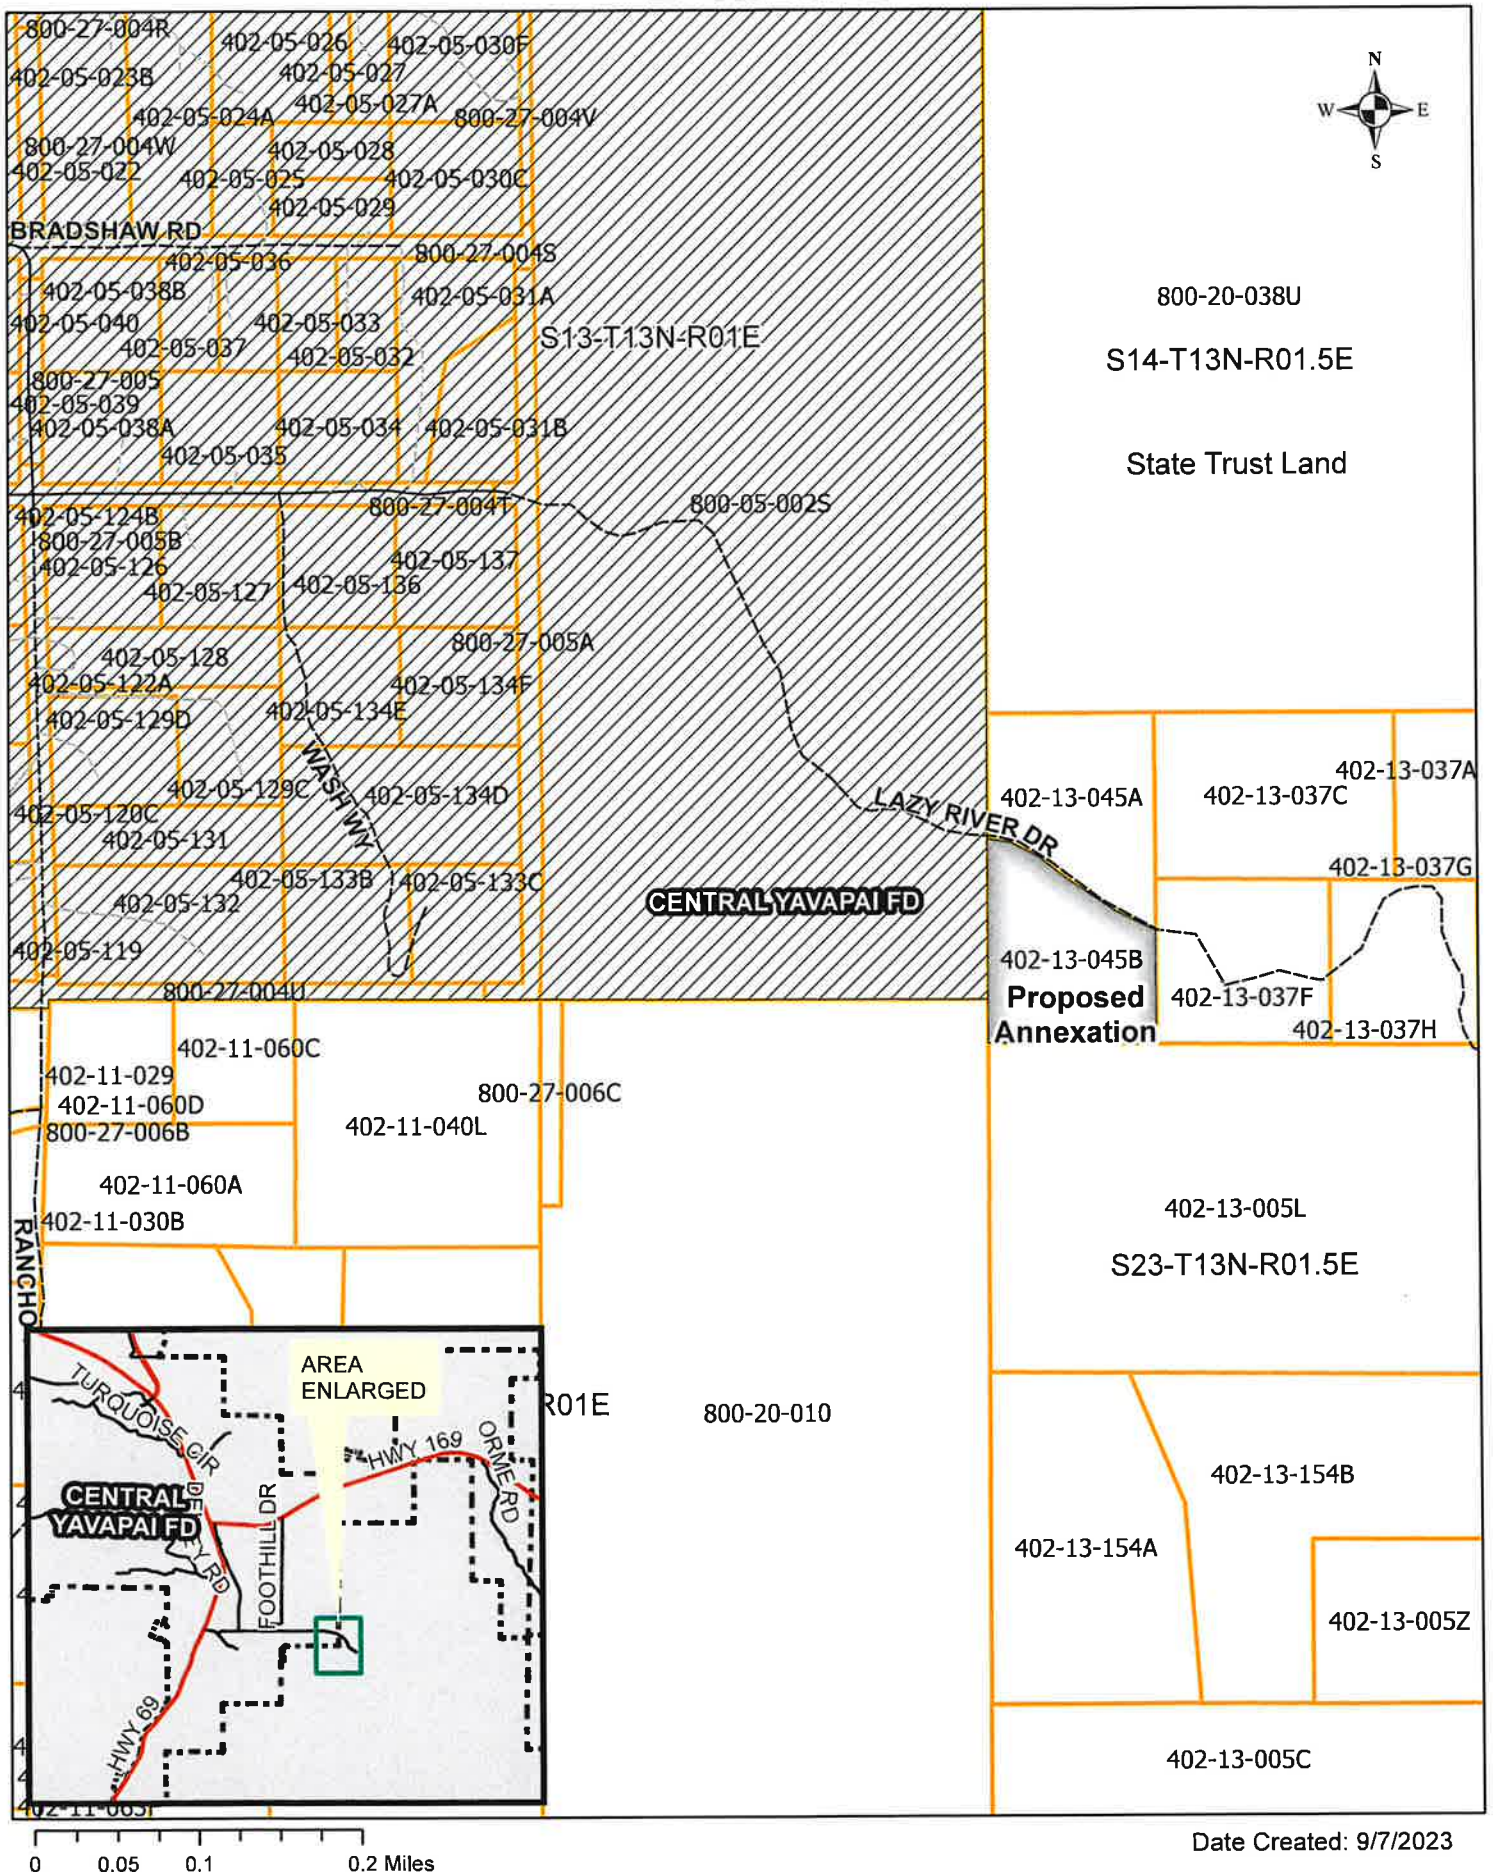 800-27-004R
402-05-026
402-05-030F
402-05-023B
402-05-027
402-05-024A
402-05-027A
800-27-004V
800-27-004W
402-05-028
402-05-022
402-05-025
402-05-030C
402-05-029
N
W
E
S
BRADSHAW RD
402-05-036
800-27-004S
402-05-038B
402-05-031A
402-05-040
402-05-033
402-05-037
402-05-032
S13-T13N-R01E
800-27-005
402-05-039
402-05-038A
402-05-034
402-05-031B
402-05-035
800-20-038U
S14-T13N-R01.5E
State Trust Land
402-05-124B
800-27-004T
800-05-002S
800-27-005B
402-05-126
402-05-137
402-05-127
402-05-136
402-05-128
800-27-005A
402-05-122A
402-05-134F
402-05-129D
402-05-134E
WASH WY
402-05-129C
402-05-134D
402-05-120C
402-05-131
402-05-133B
402-05-133C
402-05-132
402-05-119
800-27-004U
CENTRAL YAVAPAI FD
LAZY RIVER DR
402-13-045A
402-13-037C
402-13-037A
402-13-037G
402-13-045B
Proposed
Annexation
402-13-037F
402-13-037H
402-11-060C
402-11-029
402-11-060D
800-27-006B
800-27-006C
402-11-040L
402-11-060A
402-11-030B
RANCHO
402-13-005L
S23-T13N-R01.5E
R01E
800-20-010
402-13-154B
402-13-154A
402-13-005Z
402-13-005C
AREA
ENLARGED
TURQUOISE CIR
HWY 169
ORME RD
CENTRAL
YAVAPAI FD
FOOTHILL DR
HWY 69
0 0.05 0.1 0.2 Miles
Date Created: 9/7/2023